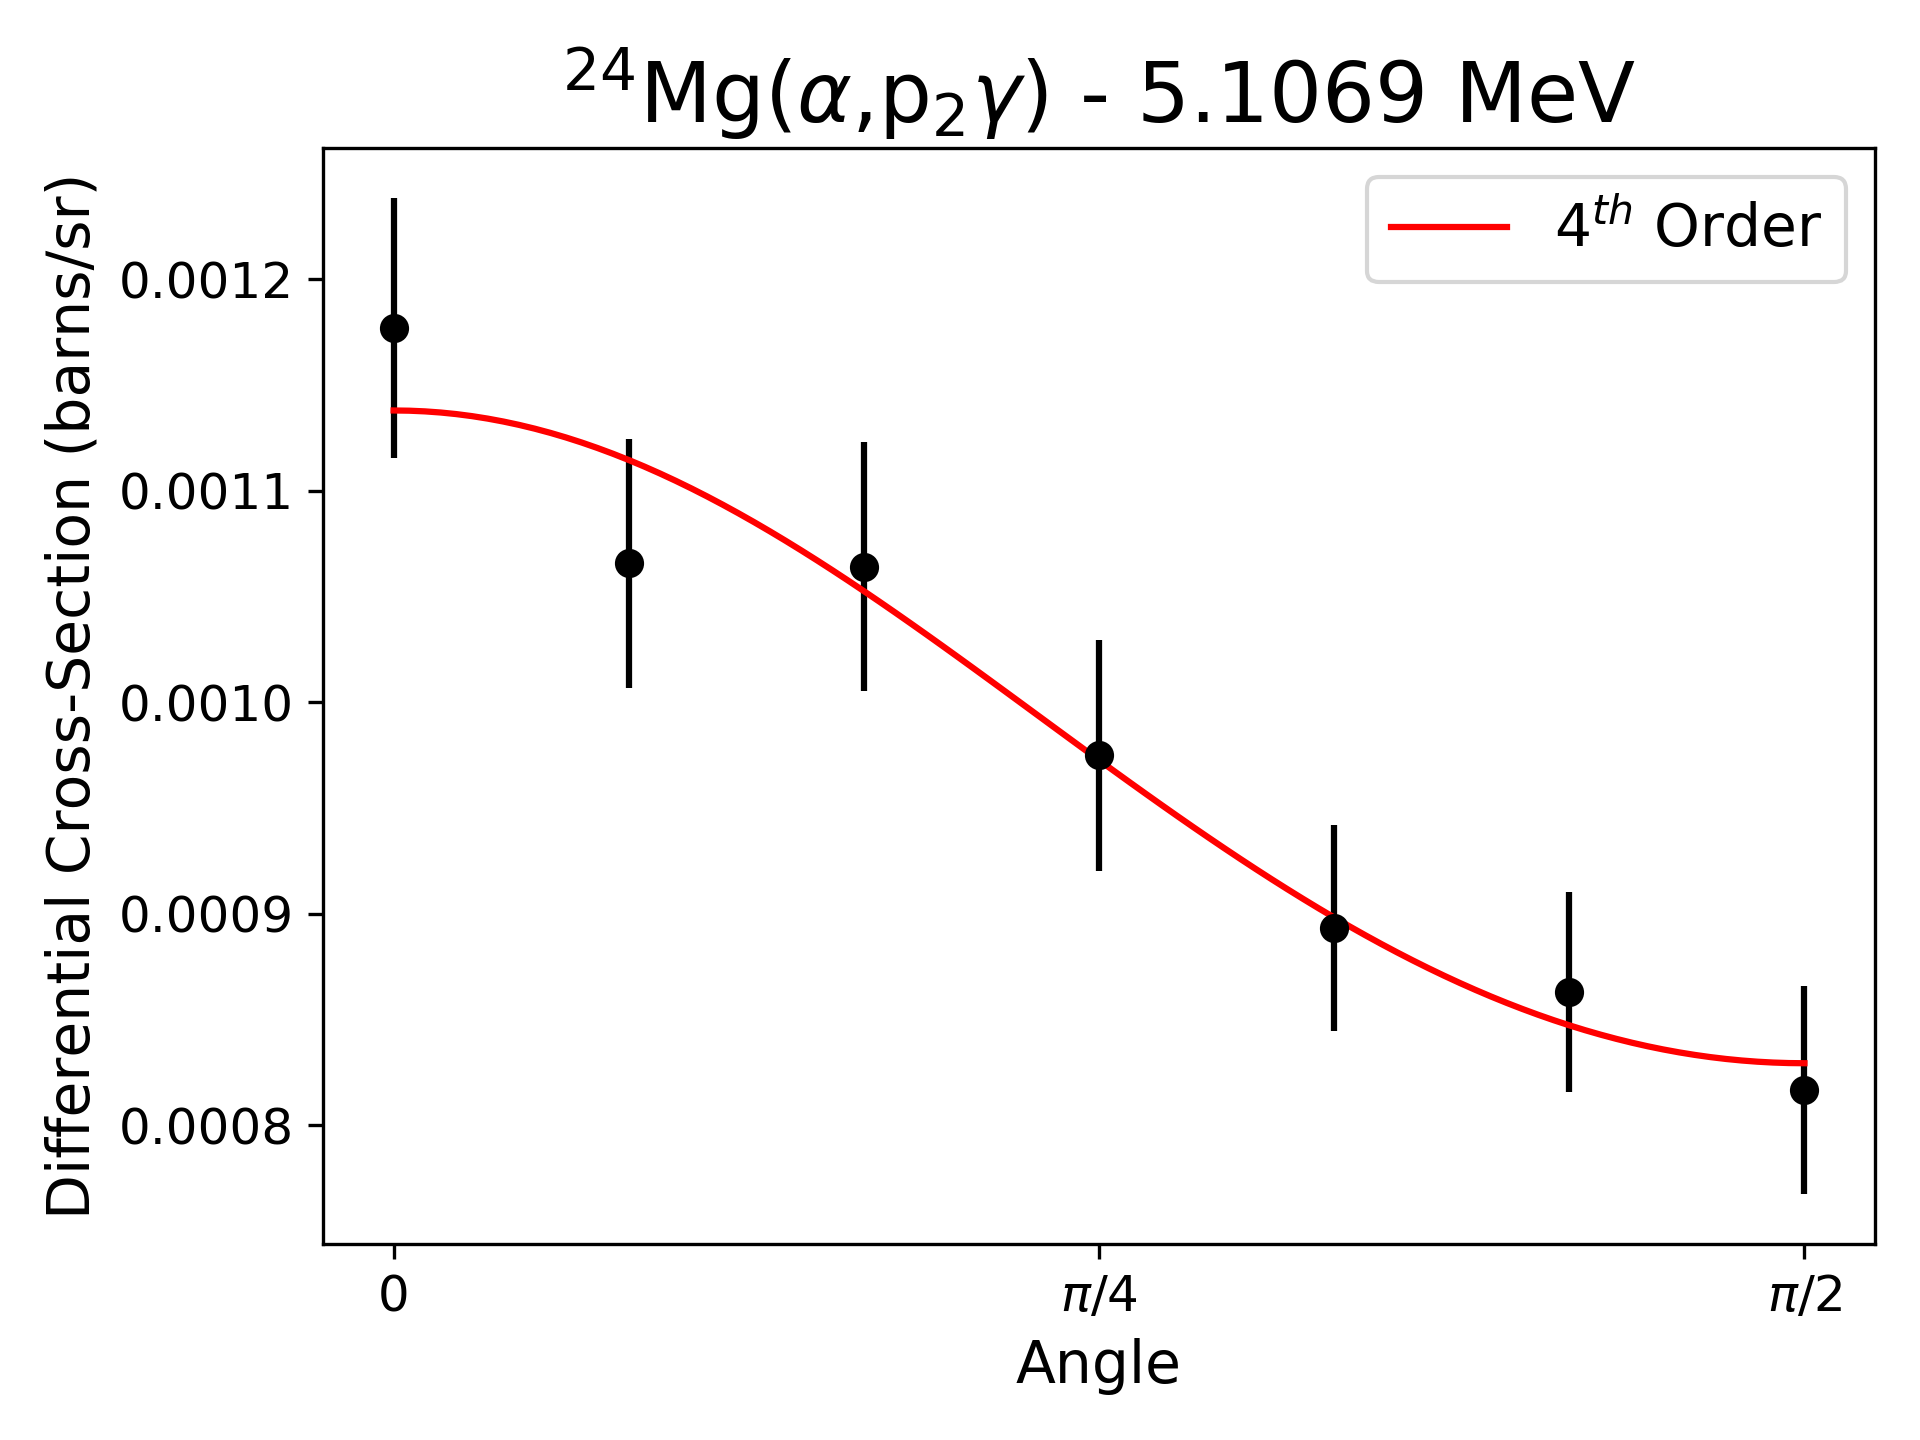 ²⁴Mg(α,p₂γ) - 5.1069 MeV
4ᵗʰ Order
Differential Cross-Section (barns/sr)
0.0012
0.0011
0.0010
0.0009
0.0008
0
π/4
π/2
Angle